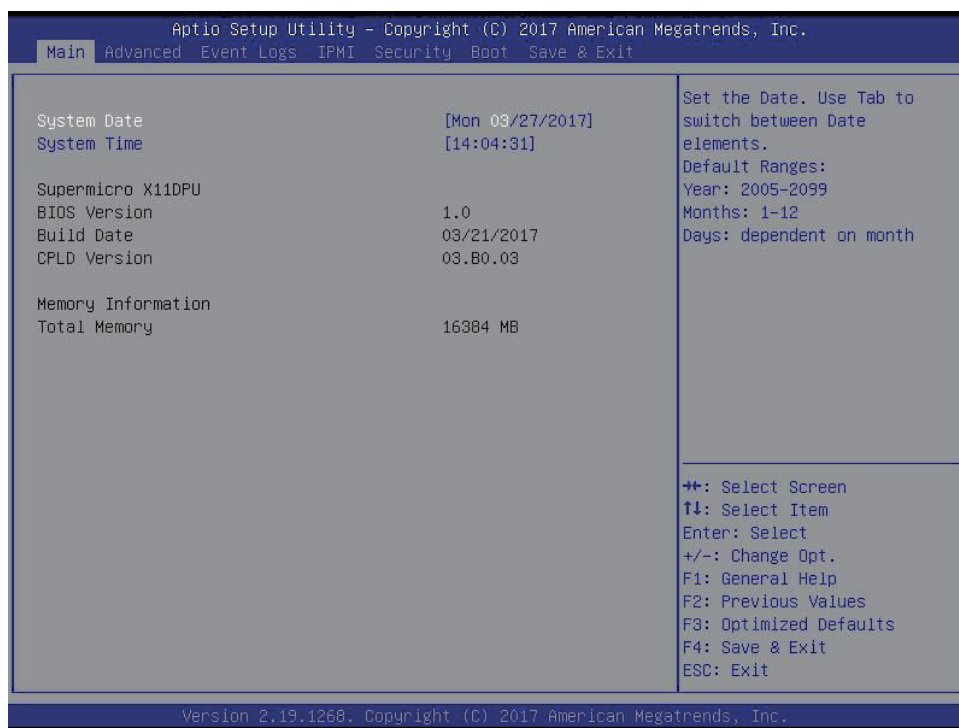 Aptio Setup Utility – Copyright (C) 2017 American Megatrends, Inc.
Main Advanced Event Logs IPMI Security Boot Save & Exit
System Date [Mon 03/27/2017]
System Time [14:04:31]
Supermicro X11DPU
BIOS Version 1.0
Build Date 03/21/2017
CPLD Version 03.B0.03
Memory Information
Total Memory 16384 MB
Set the Date. Use Tab to
switch between Date
elements.
Default Ranges:
Year: 2005-2099
Months: 1-12
Days: dependent on month
→←: Select Screen
↑↓: Select Item
Enter: Select
+/-: Change Opt.
F1: General Help
F2: Previous Values
F3: Optimized Defaults
F4: Save & Exit
ESC: Exit
Version 2.19.1268. Copyright (C) 2017 American Megatrends, Inc.